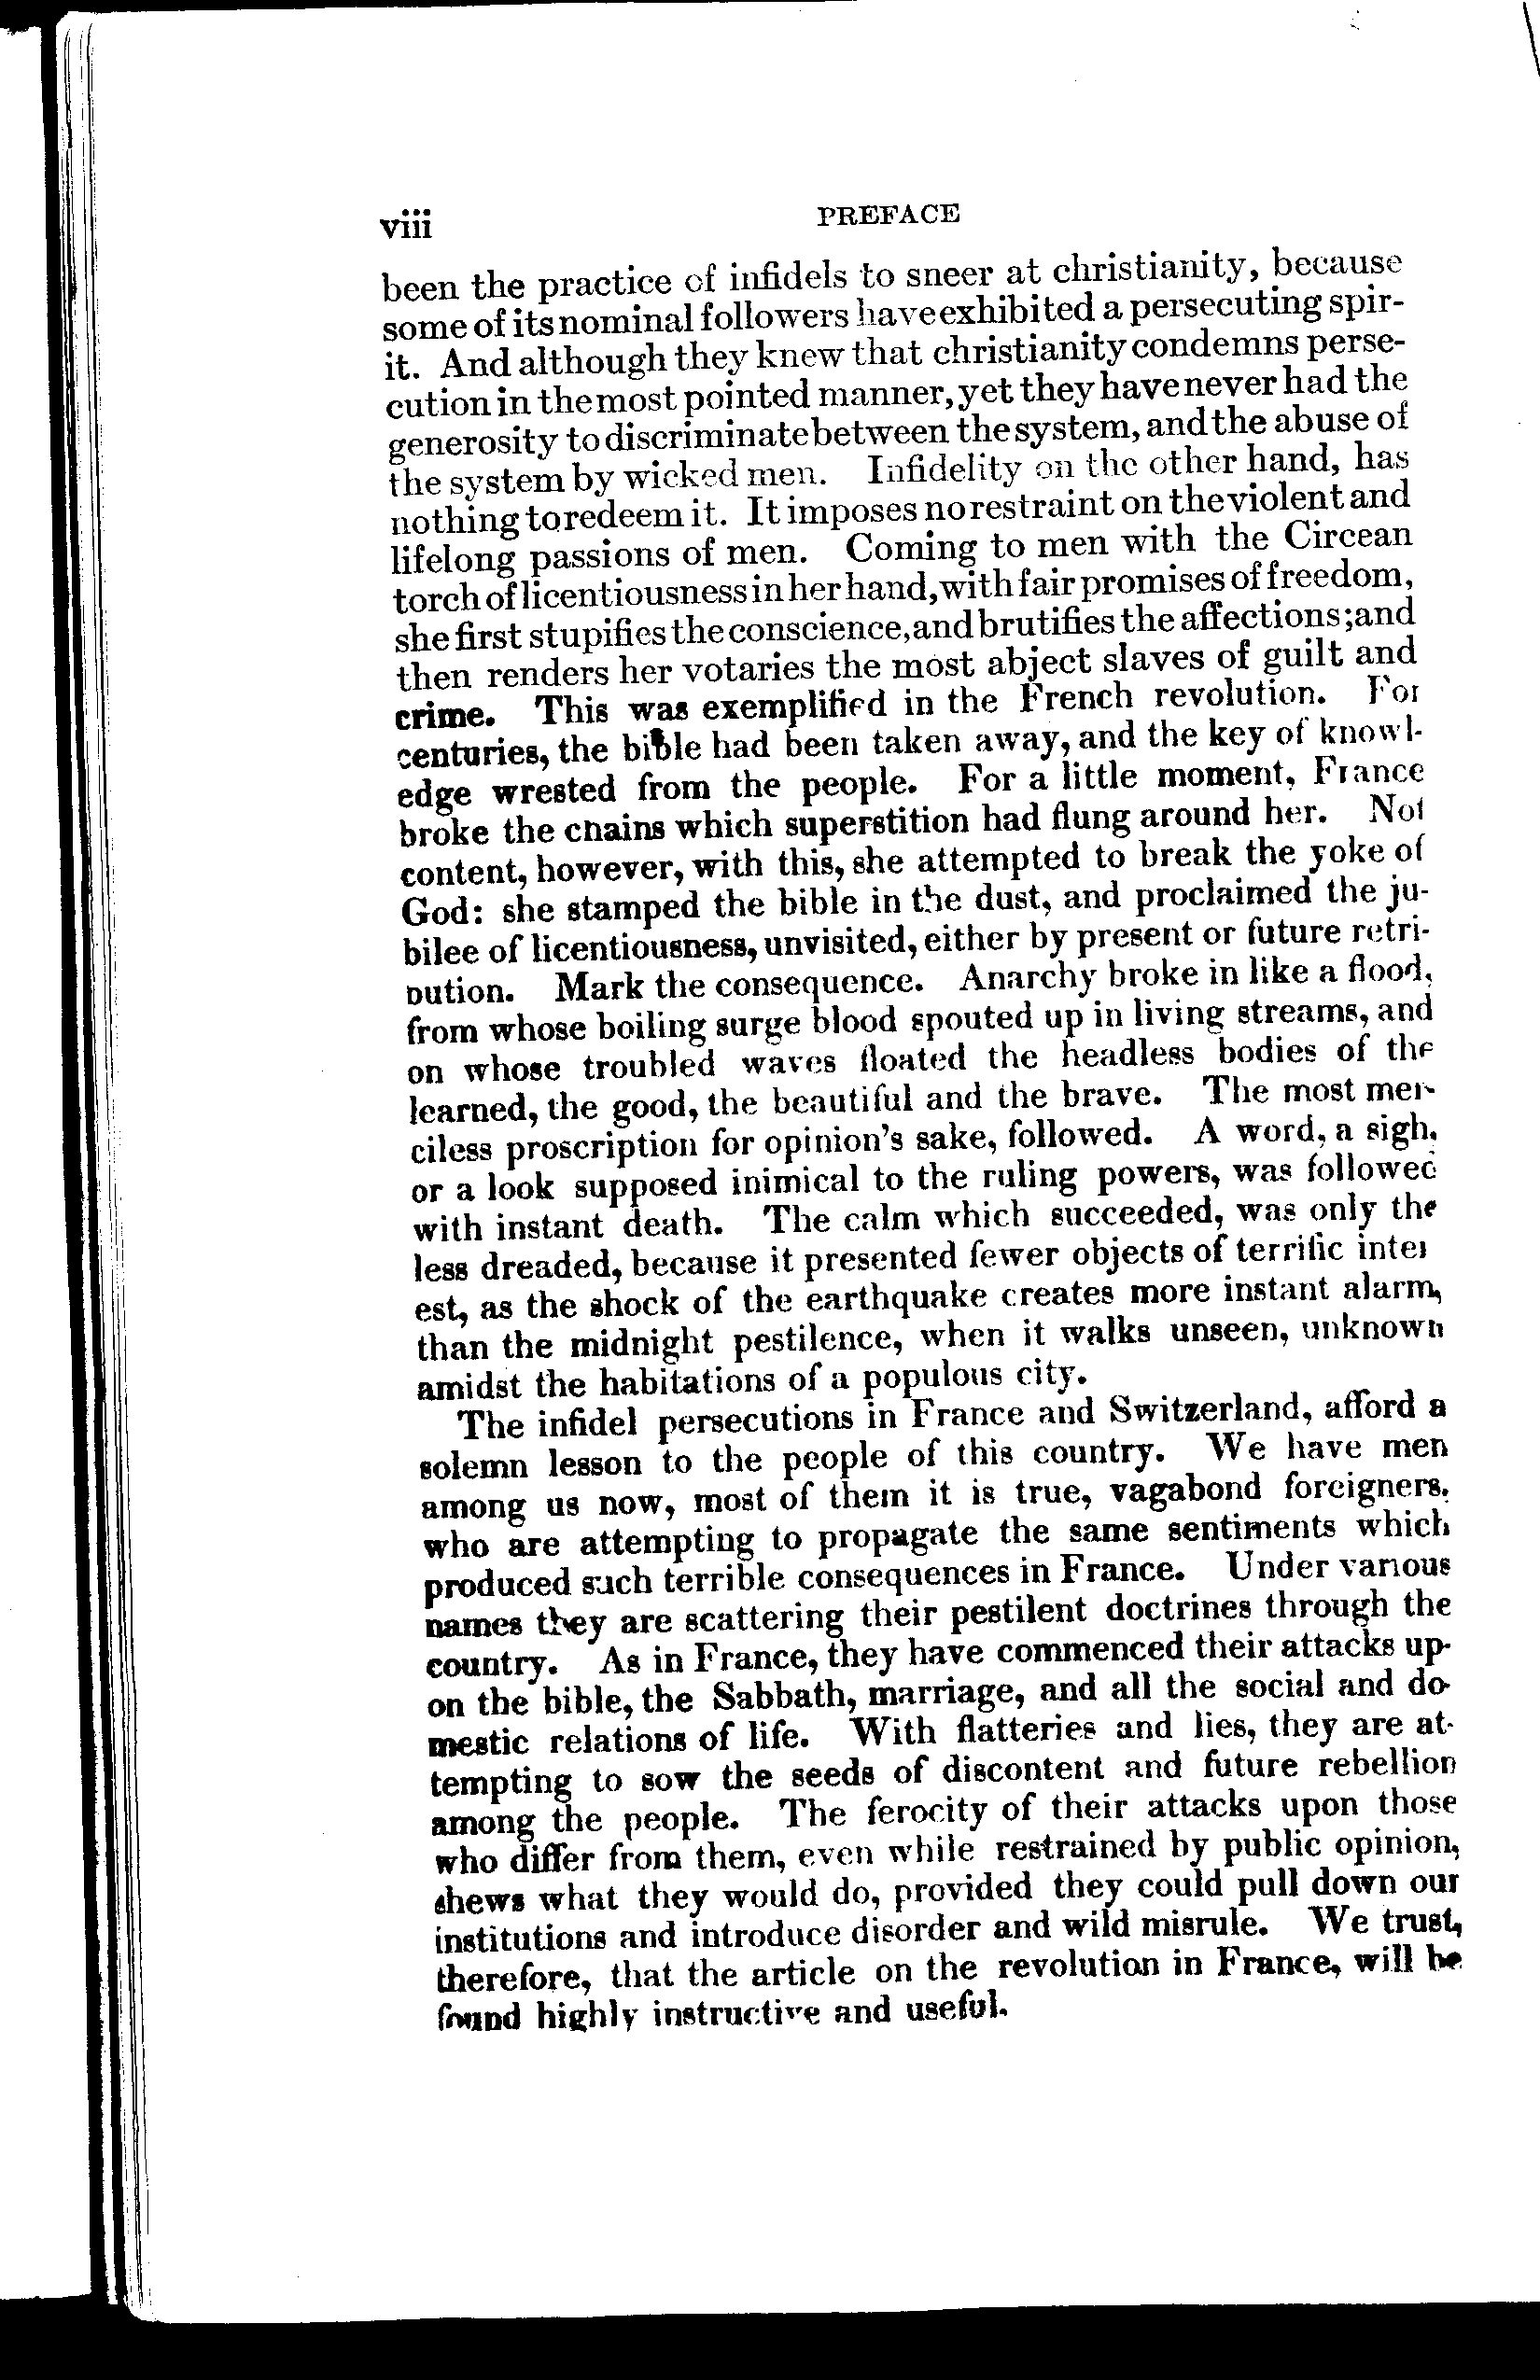 viii
PREFACE
been the practice of infidels to sneer at christianity, because
some of its nominal followers have exhibited a persecuting spir-
it. And although they knew that christianity condemns perse-
cution in the most pointed manner, yet they have never had the
generosity to discriminate between the system, and the abuse of
the system by wicked men. Infidelity on the other hand, has
nothing to redeem it. It imposes no restraint on the violent and
lifelong passions of men. Coming to men with the Circean
torch of licentiousness in her hand, with fair promises of freedom,
she first stupifies the conscience, and brutifies the affections; and
then renders her votaries the most abject slaves of guilt and
crime. This was exemplified in the French revolution. For
centuries, the bible had been taken away, and the key of knowl-
edge wrested from the people. For a little moment, France
broke the chains which superstition had flung around her. Not
content, however, with this, she attempted to break the yoke of
God: she stamped the bible in the dust, and proclaimed the ju-
bilee of licentiousness, unvisited, either by present or future retri-
bution. Mark the consequence. Anarchy broke in like a flood,
from whose boiling surge blood spouted up in living streams, and
on whose troubled waves floated the headless bodies of the
learned, the good, the beautiful and the brave. The most mer-
ciless proscription for opinion's sake, followed. A word, a sigh,
or a look supposed inimical to the ruling powers, was followed
with instant death. The calm which succeeded, was only the
less dreaded, because it presented fewer objects of terrific inter
est, as the shock of the earthquake creates more instant alarm,
than the midnight pestilence, when it walks unseen, unknown
amidst the habitations of a populous city.
The infidel persecutions in France and Switzerland, afford a
solemn lesson to the people of this country. We have men
among us now, most of them it is true, vagabond foreigners,
who are attempting to propagate the same sentiments which
produced such terrible consequences in France. Under various
names they are scattering their pestilent doctrines through the
country. As in France, they have commenced their attacks up-
on the bible, the Sabbath, marriage, and all the social and do-
mestic relations of life. With flatteries and lies, they are at-
tempting to sow the seeds of discontent and future rebellion
among the people. The ferocity of their attacks upon those
who differ from them, even while restrained by public opinion,
shews what they would do, provided they could pull down our
institutions and introduce disorder and wild misrule. We trust,
therefore, that the article on the revolution in France, will be
found highly instructive and useful.